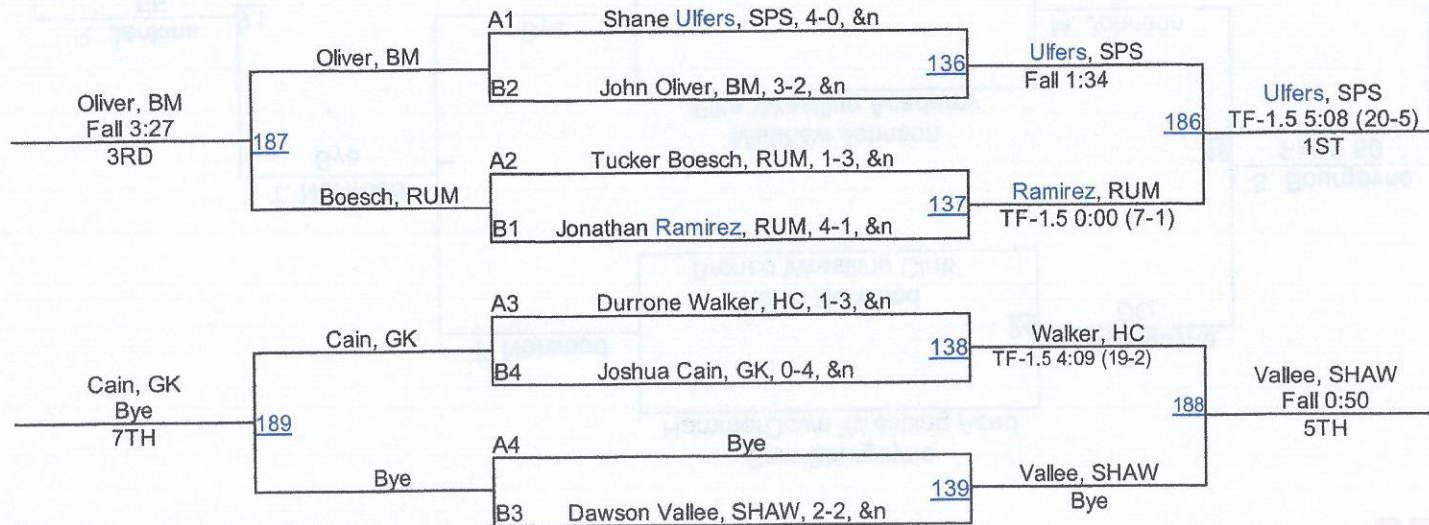 A1 Shane Ulfers, SPS, 4-0, &n
Oliver, BM
136 Ulfers, SPS
Fall 1:34
B2 John Oliver, BM, 3-2, &n
Oliver, BM
Fall 3:27
3RD
187
186
Ulfers, SPS
TF-1.5 5:08 (20-5)
1ST
A2 Tucker Boesch, RUM, 1-3, &n
Boesch, RUM
137 Ramirez, RUM
TF-1.5 0:00 (7-1)
B1 Jonathan Ramirez, RUM, 4-1, &n
A3 Durrone Walker, HC, 1-3, &n
Cain, GK
138 Walker, HC
TF-1.5 4:09 (19-2)
B4 Joshua Cain, GK, 0-4, &n
Cain, GK
Bye
7TH
189
188
Vallee, SHAW
Fall 0:50
5TH
A4 Bye
Bye
139 Vallee, SHAW
Bye
B3 Dawson Vallee, SHAW, 2-2, &n